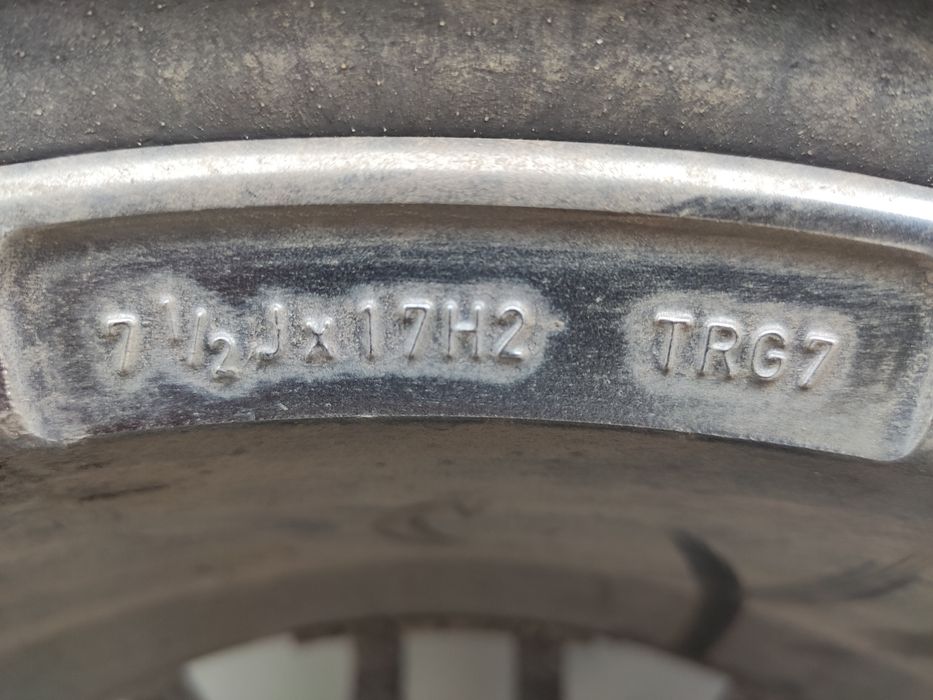 7 1/2 J x 17 H2 TRG7